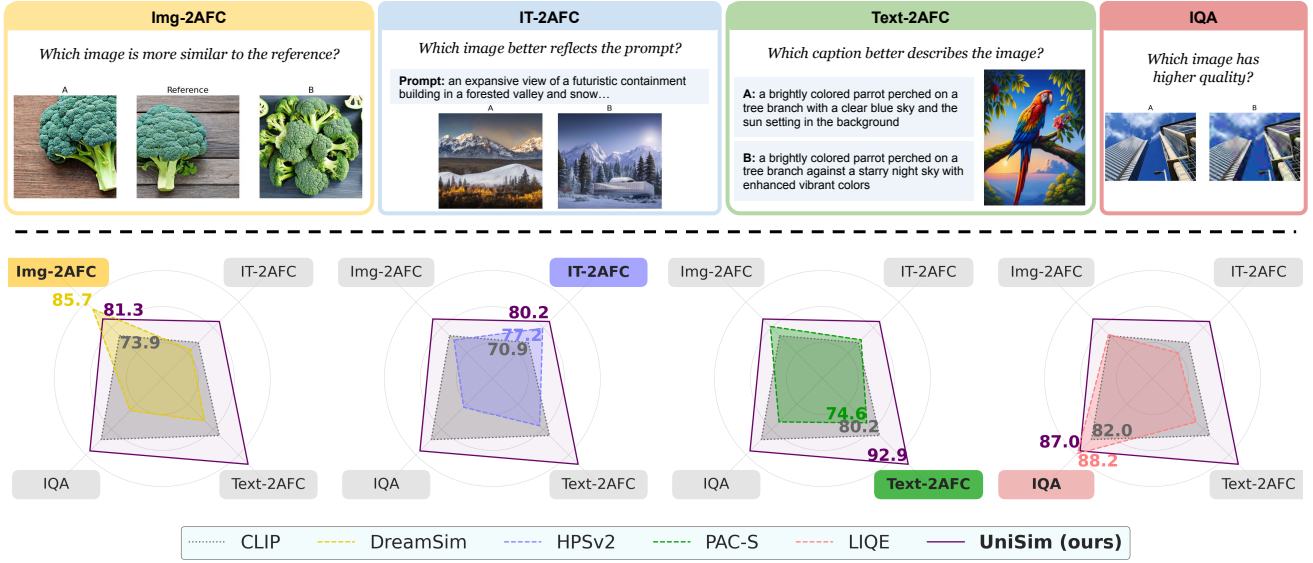 Img-2AFC
Which image is more similar to the reference?
A
Reference
B
IT-2AFC
Which image better reflects the prompt?
Prompt: an expansive view of a futuristic containment
building in a forested valley and snow…
A
B
Text-2AFC
Which caption better describes the image?
A: a brightly colored parrot perched on a
tree branch with a clear blue sky and the
sun setting in the background
B: a brightly colored parrot perched on a
tree branch against a starry night sky with
enhanced vibrant colors
IQA
Which image has
higher quality?
A
B
Img-2AFC
IT-2AFC
85.7
81.3
73.9
IQA
Text-2AFC
Img-2AFC
IT-2AFC
80.2
77.2
70.9
IQA
Text-2AFC
Img-2AFC
IT-2AFC
74.6
80.2
92.9
IQA
Text-2AFC
Img-2AFC
IT-2AFC
87.0
82.0
88.2
IQA
Text-2AFC
CLIP
DreamSim
HPSv2
PAC-S
LIQE
UniSim (ours)